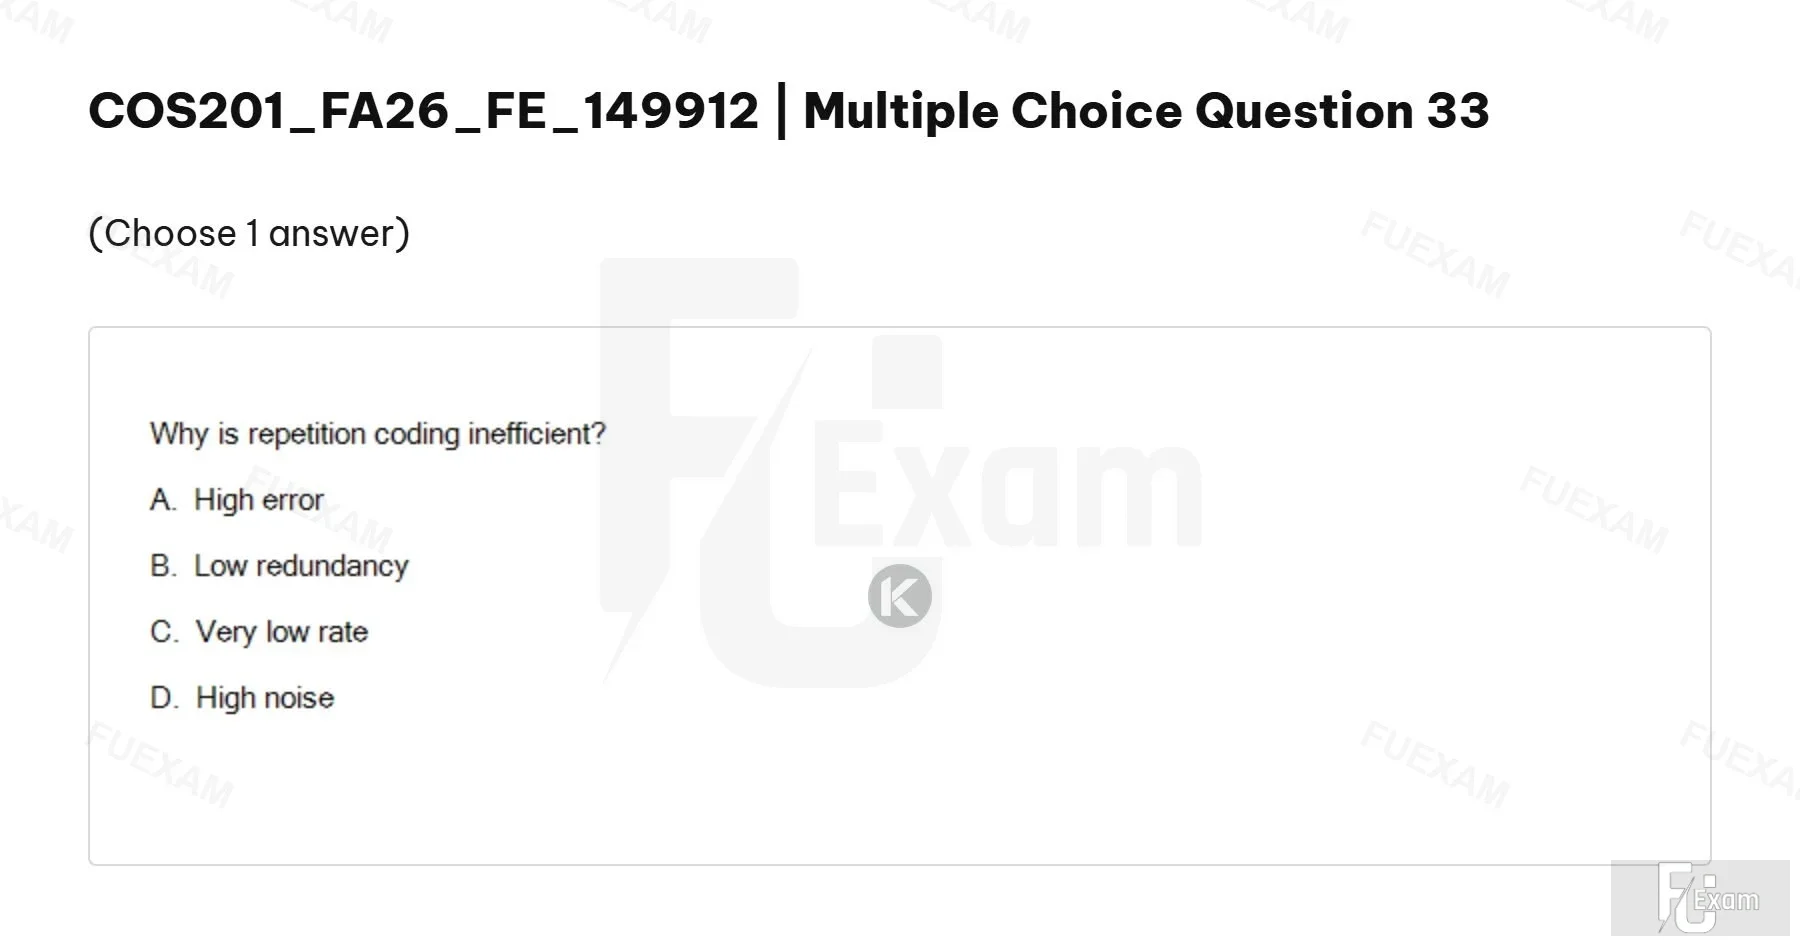 COS201_FA26_FE_149912 | Multiple Choice Question 33
(Choose 1 answer)
Why is repetition coding inefficient?
A. High error
B. Low redundancy
C. Very low rate
D. High noise
FUEXAM
Exam
K
Exam